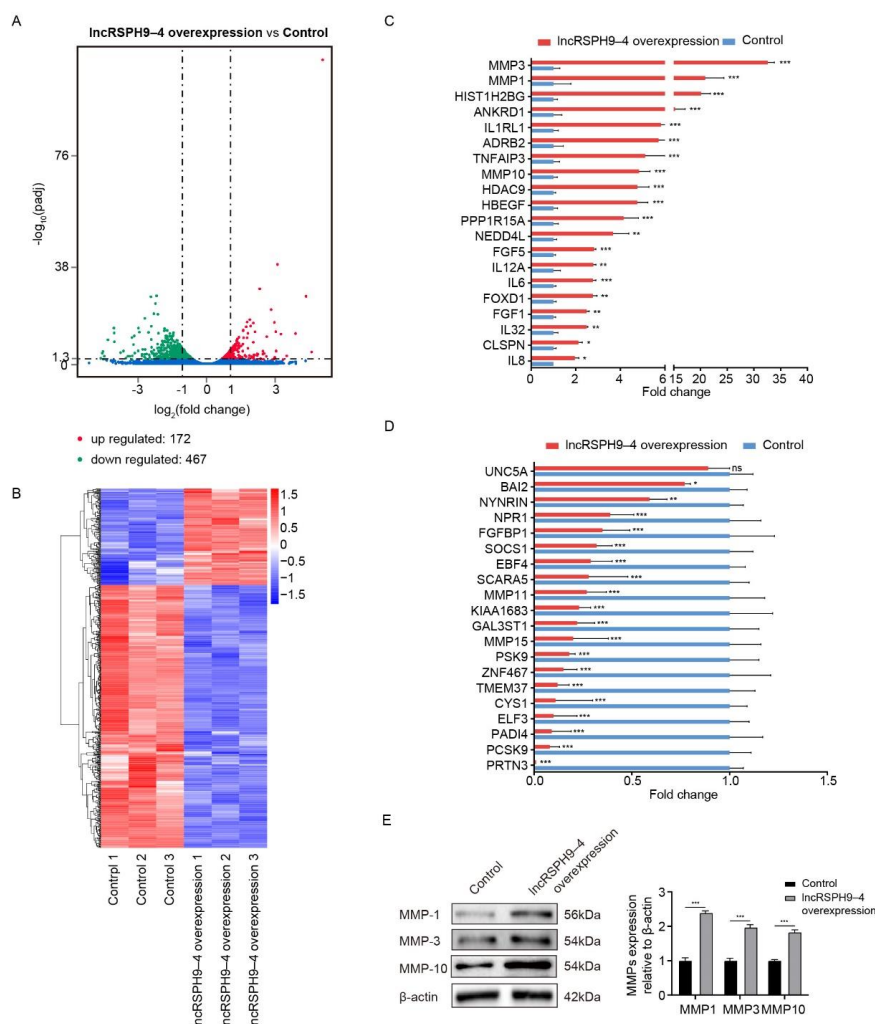 A
lncRSPH9–4 overexpression vs Control
-log10(padj)
76
38
1.3
0
-3
-1
0
1
3
log2(fold change)
up regulated: 172
down regulated: 467
B
1.5
1
0.5
0
−0.5
−1
−1.5
Contrpl 1
Control 2
Control 3
lncRSPH9–4 overexpression 1
lncRSPH9–4 overexpression 2
lncRSPH9–4 overexpression 3
C
lncRSPH9–4 overexpression
Control
MMP3 ***
MMP1 ***
HIST1H2BG ***
ANKRD1 ***
IL1RL1 ***
ADRB2 ***
TNFAIP3 ***
MMP10 ***
HDAC9 ***
HBEGF ***
PPP1R15A ***
NEDD4L **
FGF5 ***
IL12A **
IL6 ***
FOXD1 **
FGF1 **
IL32 **
CLSPN *
IL8 *
0 2 4 6 15 20 30 40
Fold change
D
lncRSPH9–4 overexpression
Control
UNC5A ns
BAI2 *
NYNRIN **
NPR1 ***
FGFBP1 ***
SOCS1 ***
EBF4 ***
SCARA5 ***
MMP11 ***
KIAA1683 ***
GAL3ST1 ***
MMP15 ***
PSK9 ***
ZNF467 ***
TMEM37 ***
CYS1 ***
ELF3 ***
PADI4 ***
PCSK9 ***
PRTN3 ***
0.0 0.5 1.0 1.5
Fold change
E
Control
lncRSPH9–4
overexpression
MMP-1 56kDa
MMP-3 54kDa
MMP-10 54kDa
β-actin 42kDa
Control
lncRSPH9–4
overexpression
MMPs expression
relative to β-actin
3
2
1
0
*** *** ***
MMP1 MMP3 MMP10